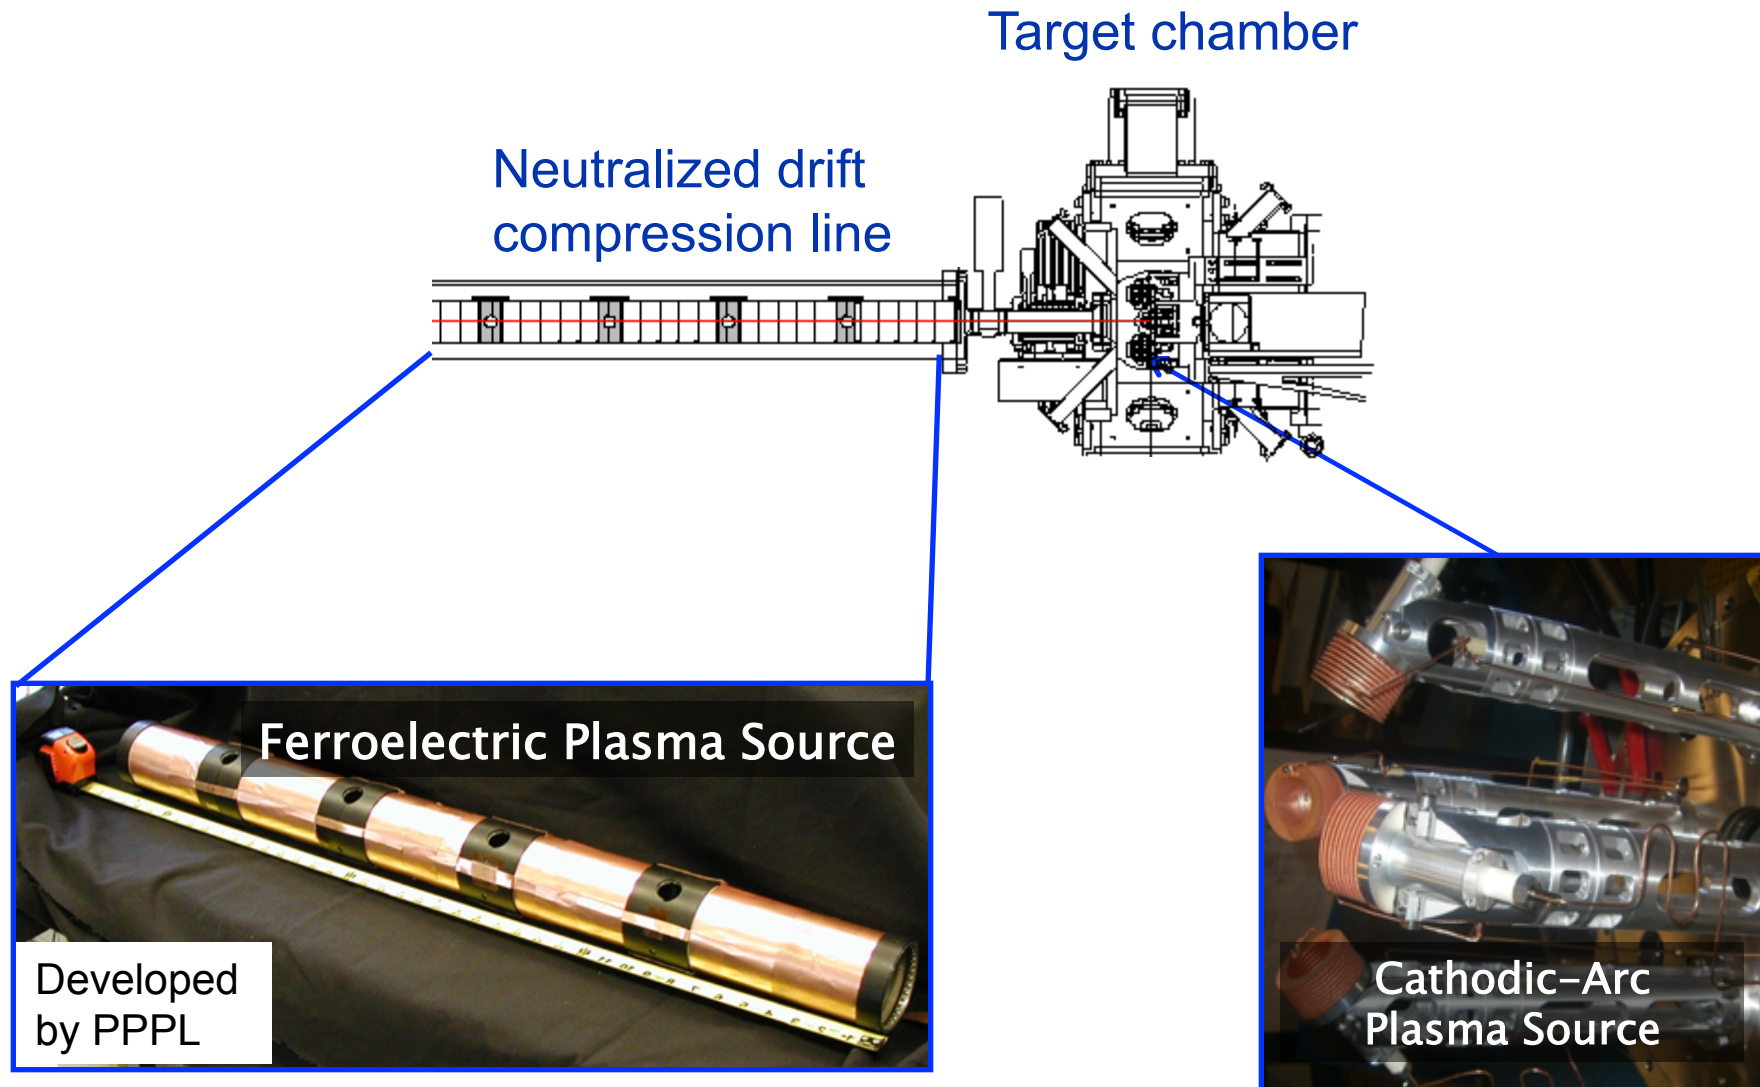 Target chamber
Neutralized drift
compression line
Ferroelectric Plasma Source
Developed
by PPPL
Cathodic-Arc
Plasma Source